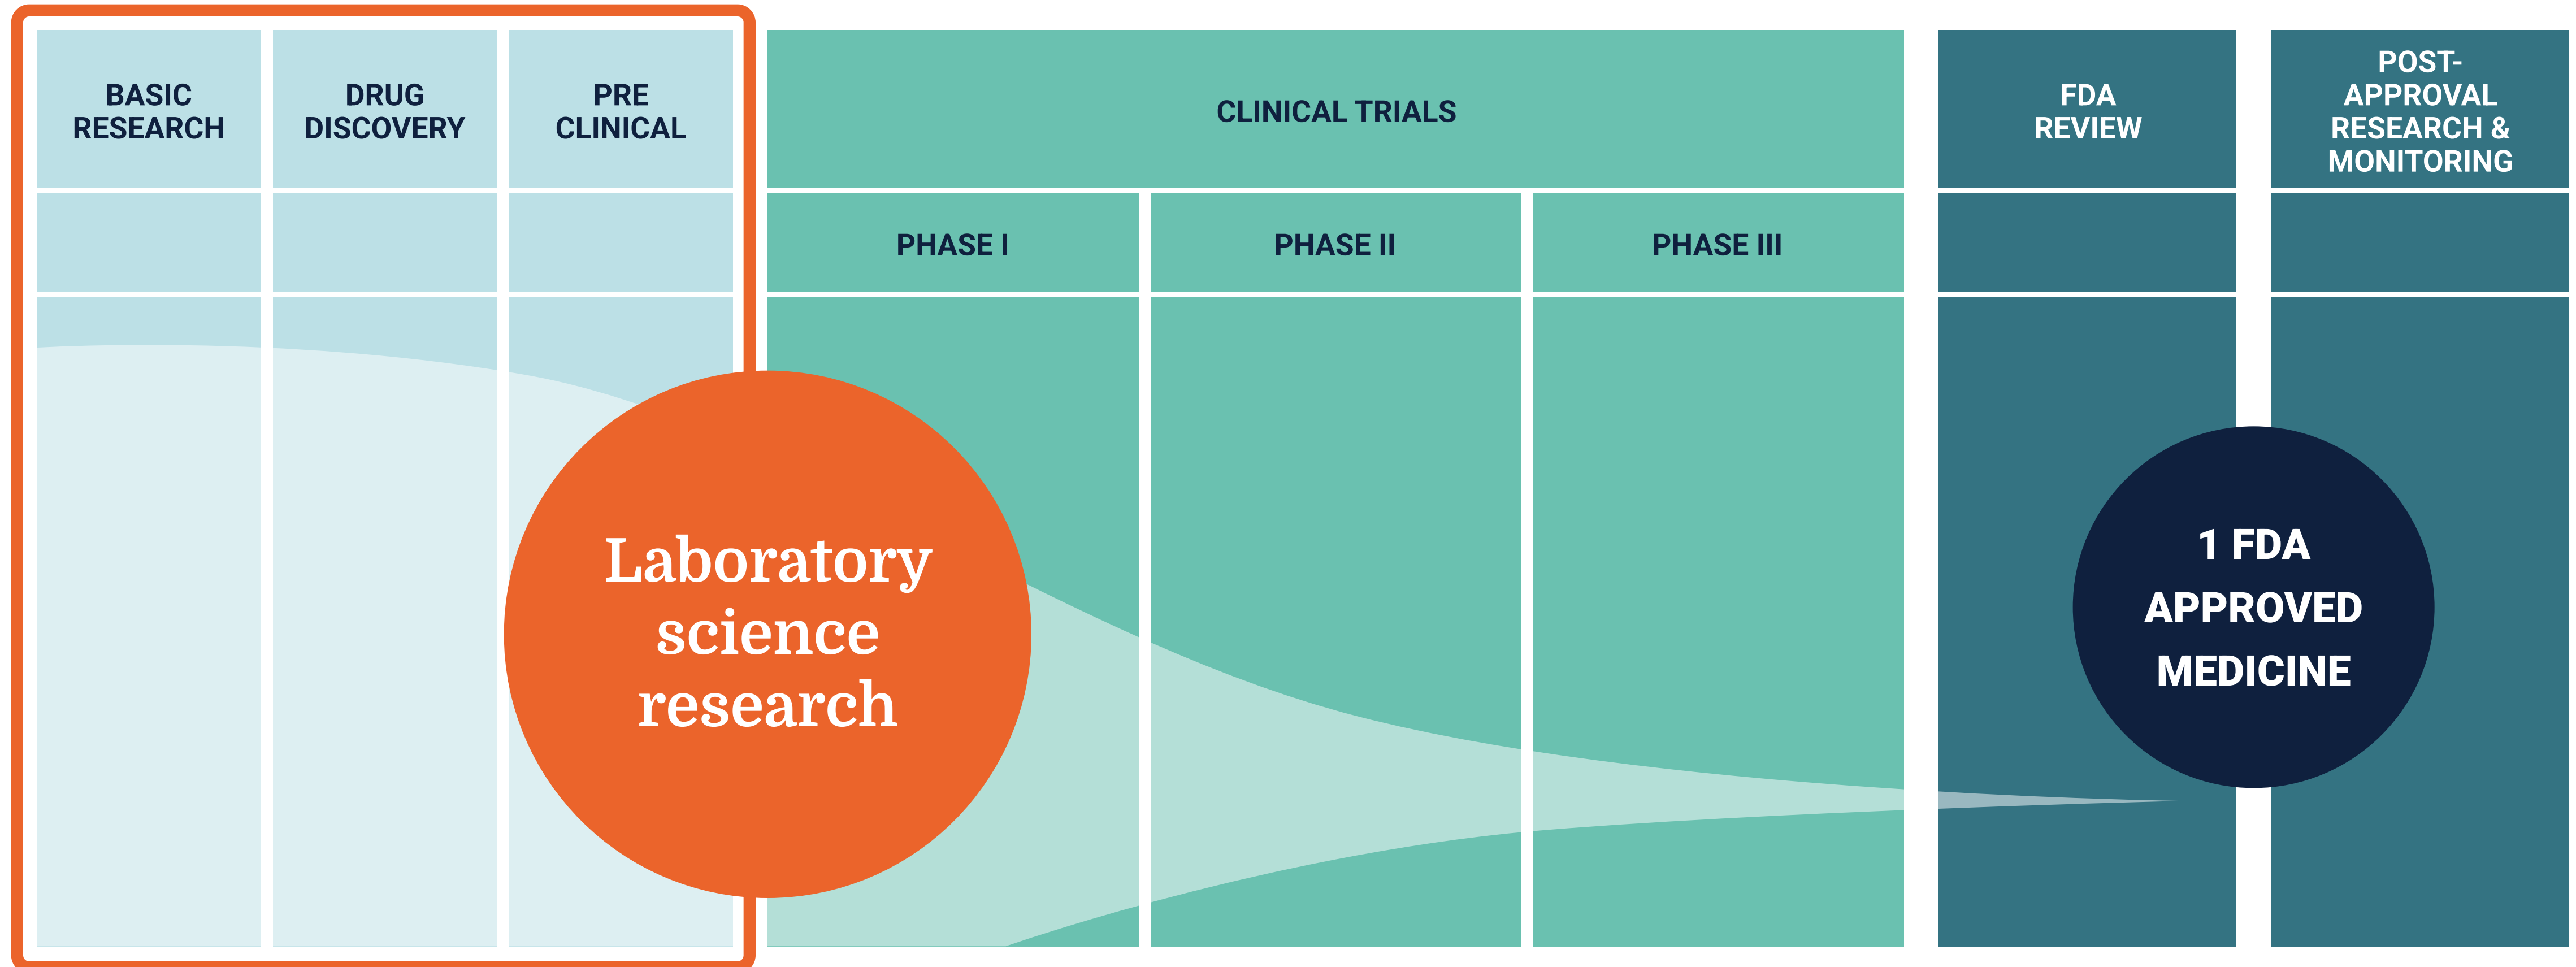 BASIC
RESEARCH
DRUG
DISCOVERY
PRE
CLINICAL
CLINICAL TRIALS
FDA
REVIEW
POST-
APPROVAL
RESEARCH &
MONITORING
PHASE I
PHASE II
PHASE III
Laboratory
science
research
1 FDA
APPROVED
MEDICINE